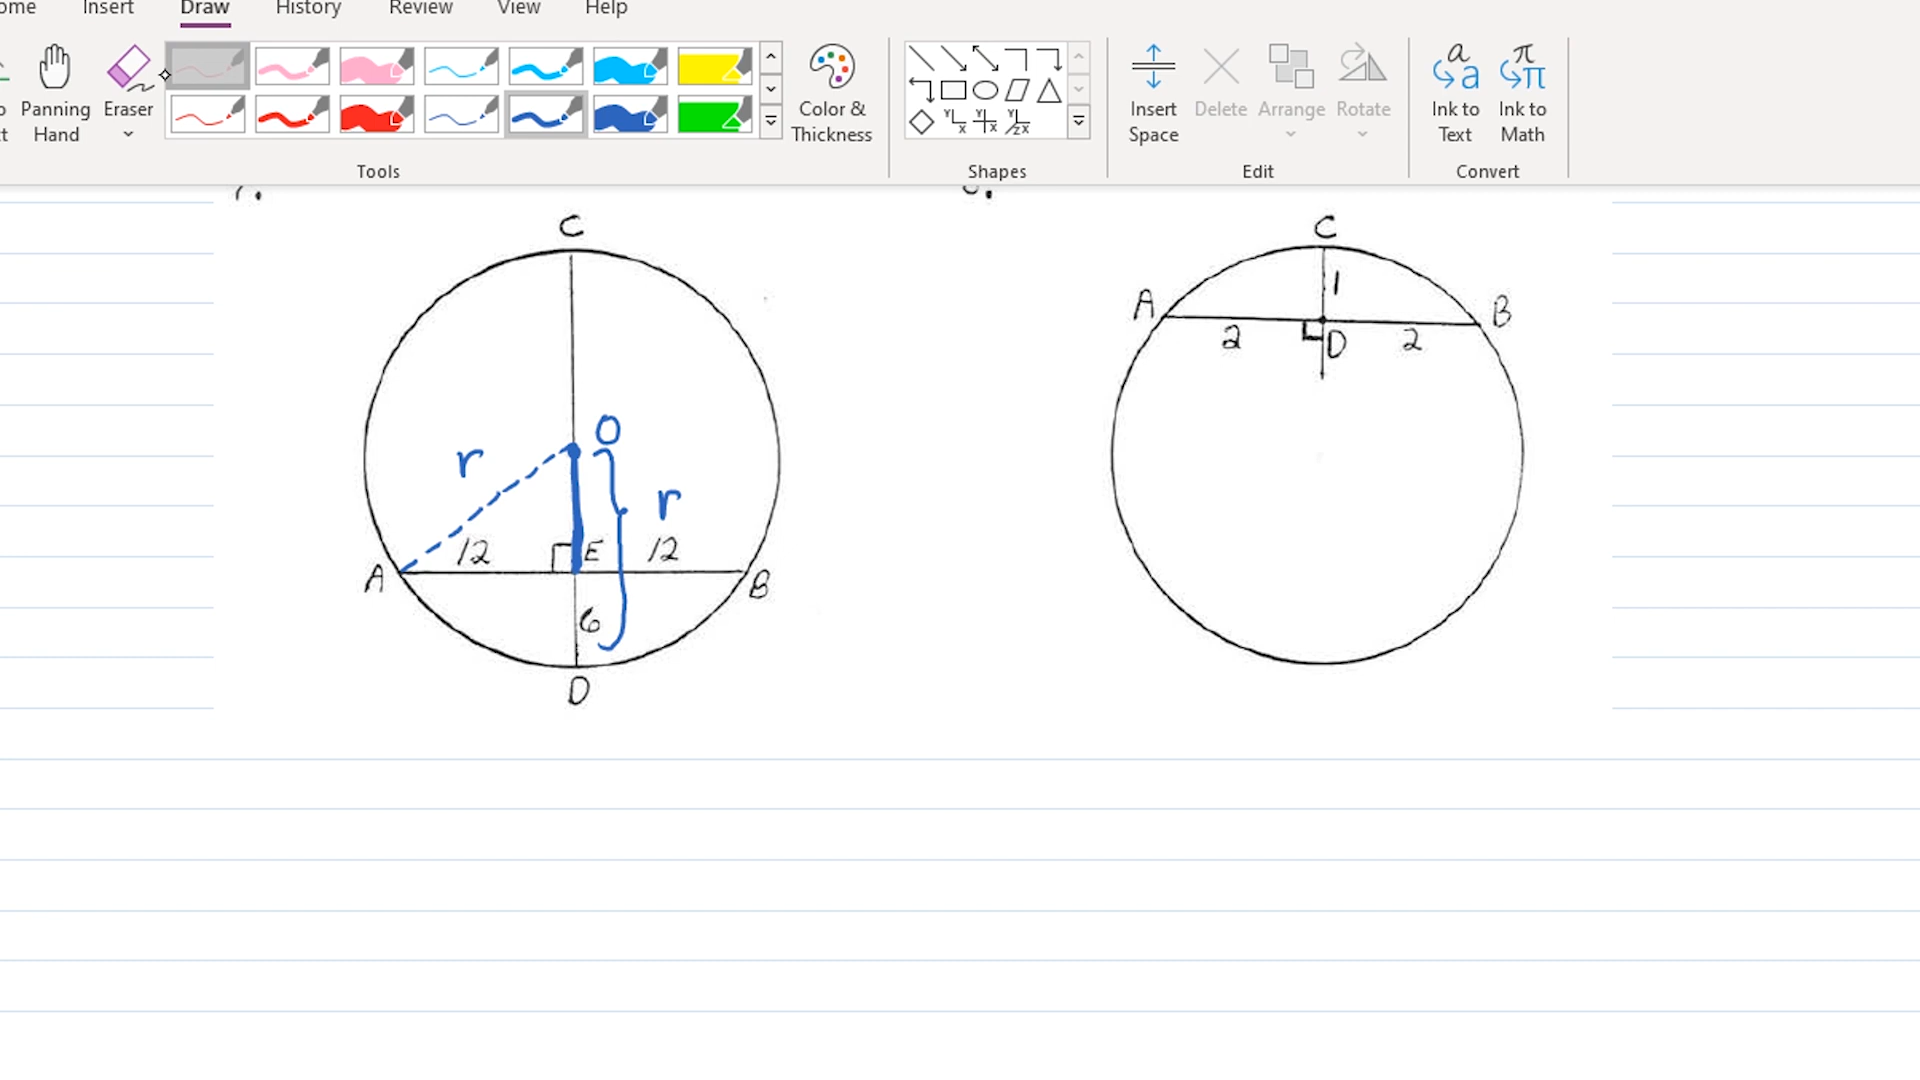 Insert Draw History Review View Help
Panning Hand
Eraser
Color & Thickness
Insert Space
Delete
Arrange
Rotate
Ink to Text
Ink to Math
Tools
Shapes
Edit
Convert
C
O
r
r
12
E
12
A
B
6
D
C
1
A
B
2
D
2